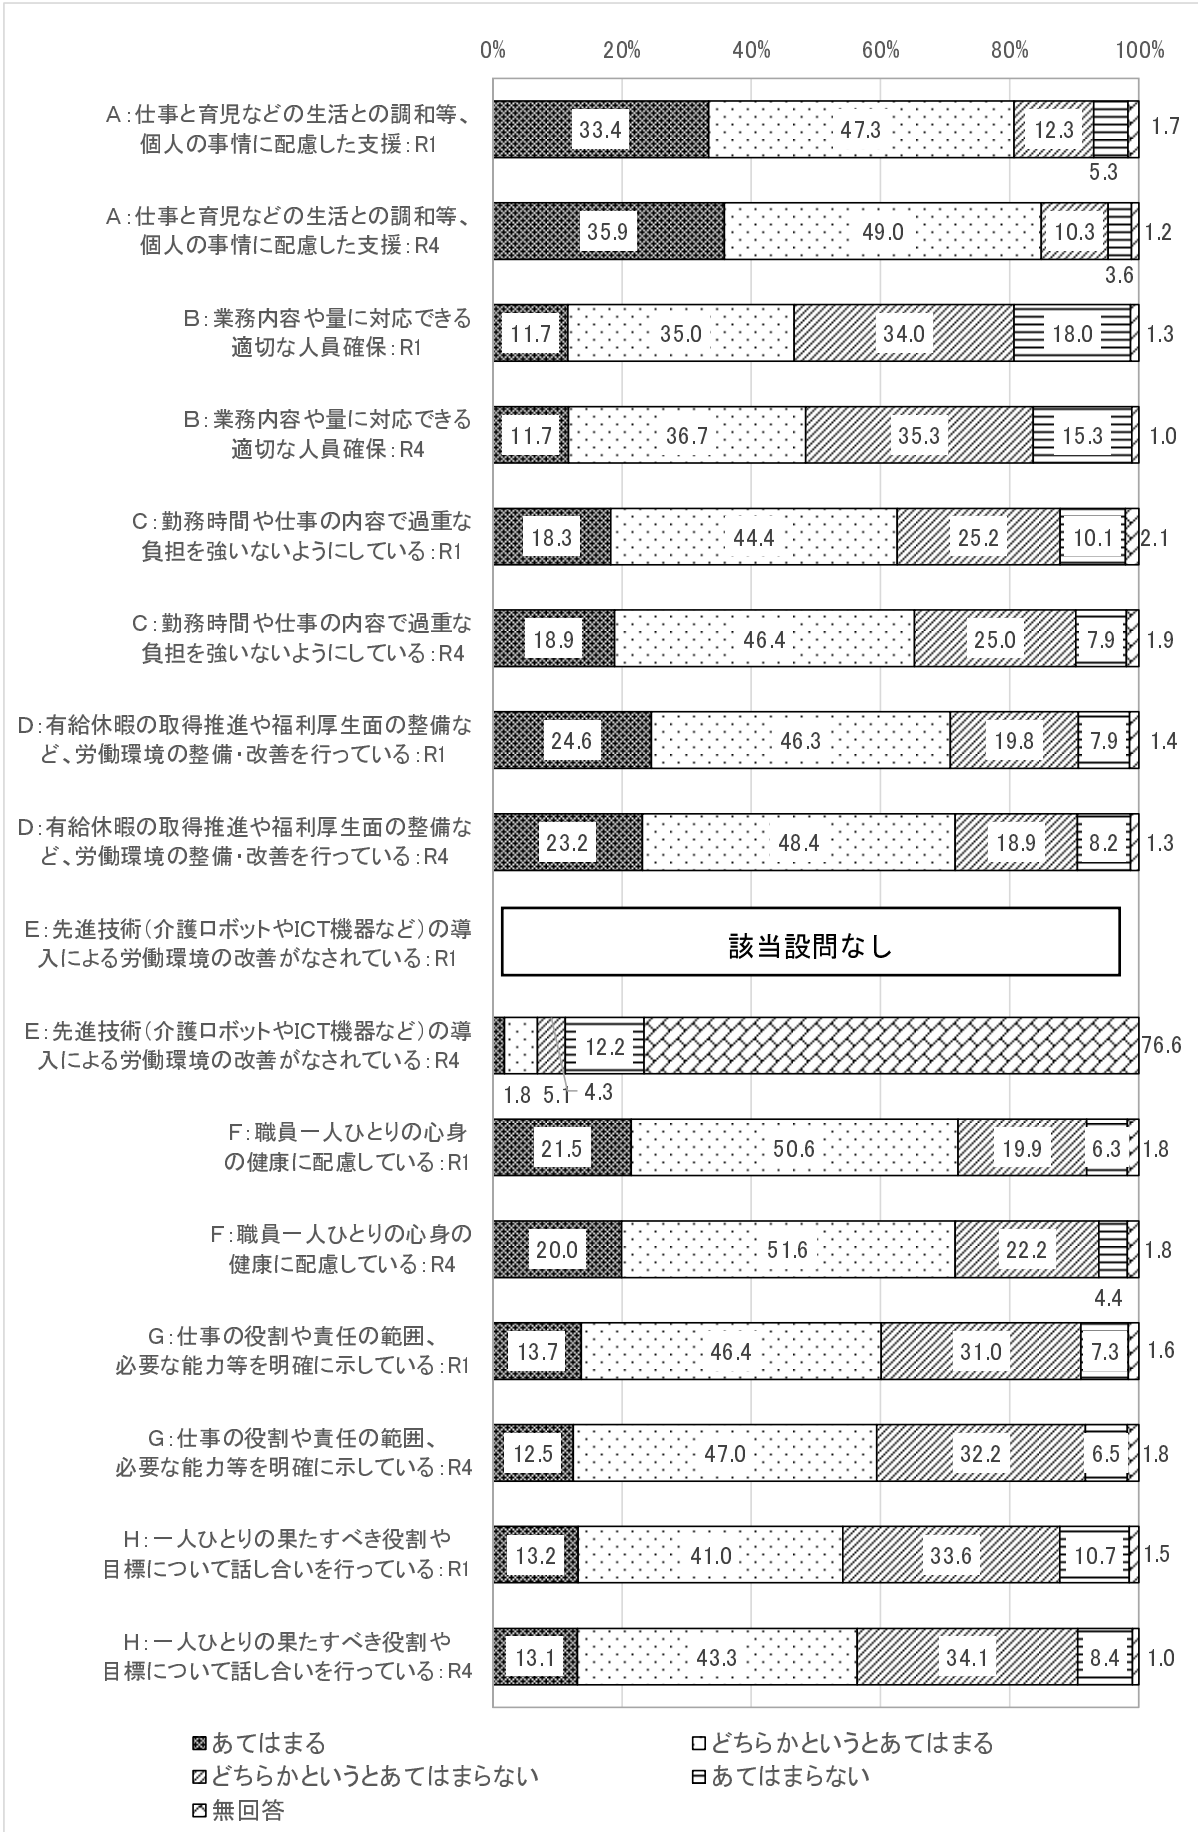 0% 20% 40% 60% 80% 100%
A:仕事と育児などの生活との調和等、
個人の事情に配慮した支援:R1
33.4 47.3 12.3 5.3 1.7
A:仕事と育児などの生活との調和等、
個人の事情に配慮した支援:R4
35.9 49.0 10.3 3.6 1.2
B:業務内容や量に対応できる
適切な人員確保:R1
11.7 35.0 34.0 18.0 1.3
B:業務内容や量に対応できる
適切な人員確保:R4
11.7 36.7 35.3 15.3 1.0
C:勤務時間や仕事の内容で過重な
負担を強いないようにしている:R1
18.3 44.4 25.2 10.1 2.1
C:勤務時間や仕事の内容で過重な
負担を強いないようにしている:R4
18.9 46.4 25.0 7.9 1.9
D:有給休暇の取得推進や福利厚生面の整備な
ど、労働環境の整備・改善を行っている:R1
24.6 46.3 19.8 7.9 1.4
D:有給休暇の取得推進や福利厚生面の整備な
ど、労働環境の整備・改善を行っている:R4
23.2 48.4 18.9 8.2 1.3
E:先進技術(介護ロボットやICT機器など)の導
入による労働環境の改善がなされている:R1
該当設問なし
E:先進技術(介護ロボットやICT機器など)の導
入による労働環境の改善がなされている:R4
1.8 5.1 4.3 12.2 76.6
F:職員一人ひとりの心身
の健康に配慮している:R1
21.5 50.6 19.9 6.3 1.8
F:職員一人ひとりの心身の
健康に配慮している:R4
20.0 51.6 22.2 4.4 1.8
G:仕事の役割や責任の範囲、
必要な能力等を明確に示している:R1
13.7 46.4 31.0 7.3 1.6
G:仕事の役割や責任の範囲、
必要な能力等を明確に示している:R4
12.5 47.0 32.2 6.5 1.8
H:一人ひとりの果たすべき役割や
目標について話し合いを行っている:R1
13.2 41.0 33.6 10.7 1.5
H:一人ひとりの果たすべき役割や
目標について話し合いを行っている:R4
13.1 43.3 34.1 8.4 1.0
あてはまる どちらかというとあてはまる
どちらかというとあてはまらない あてはまらない
無回答